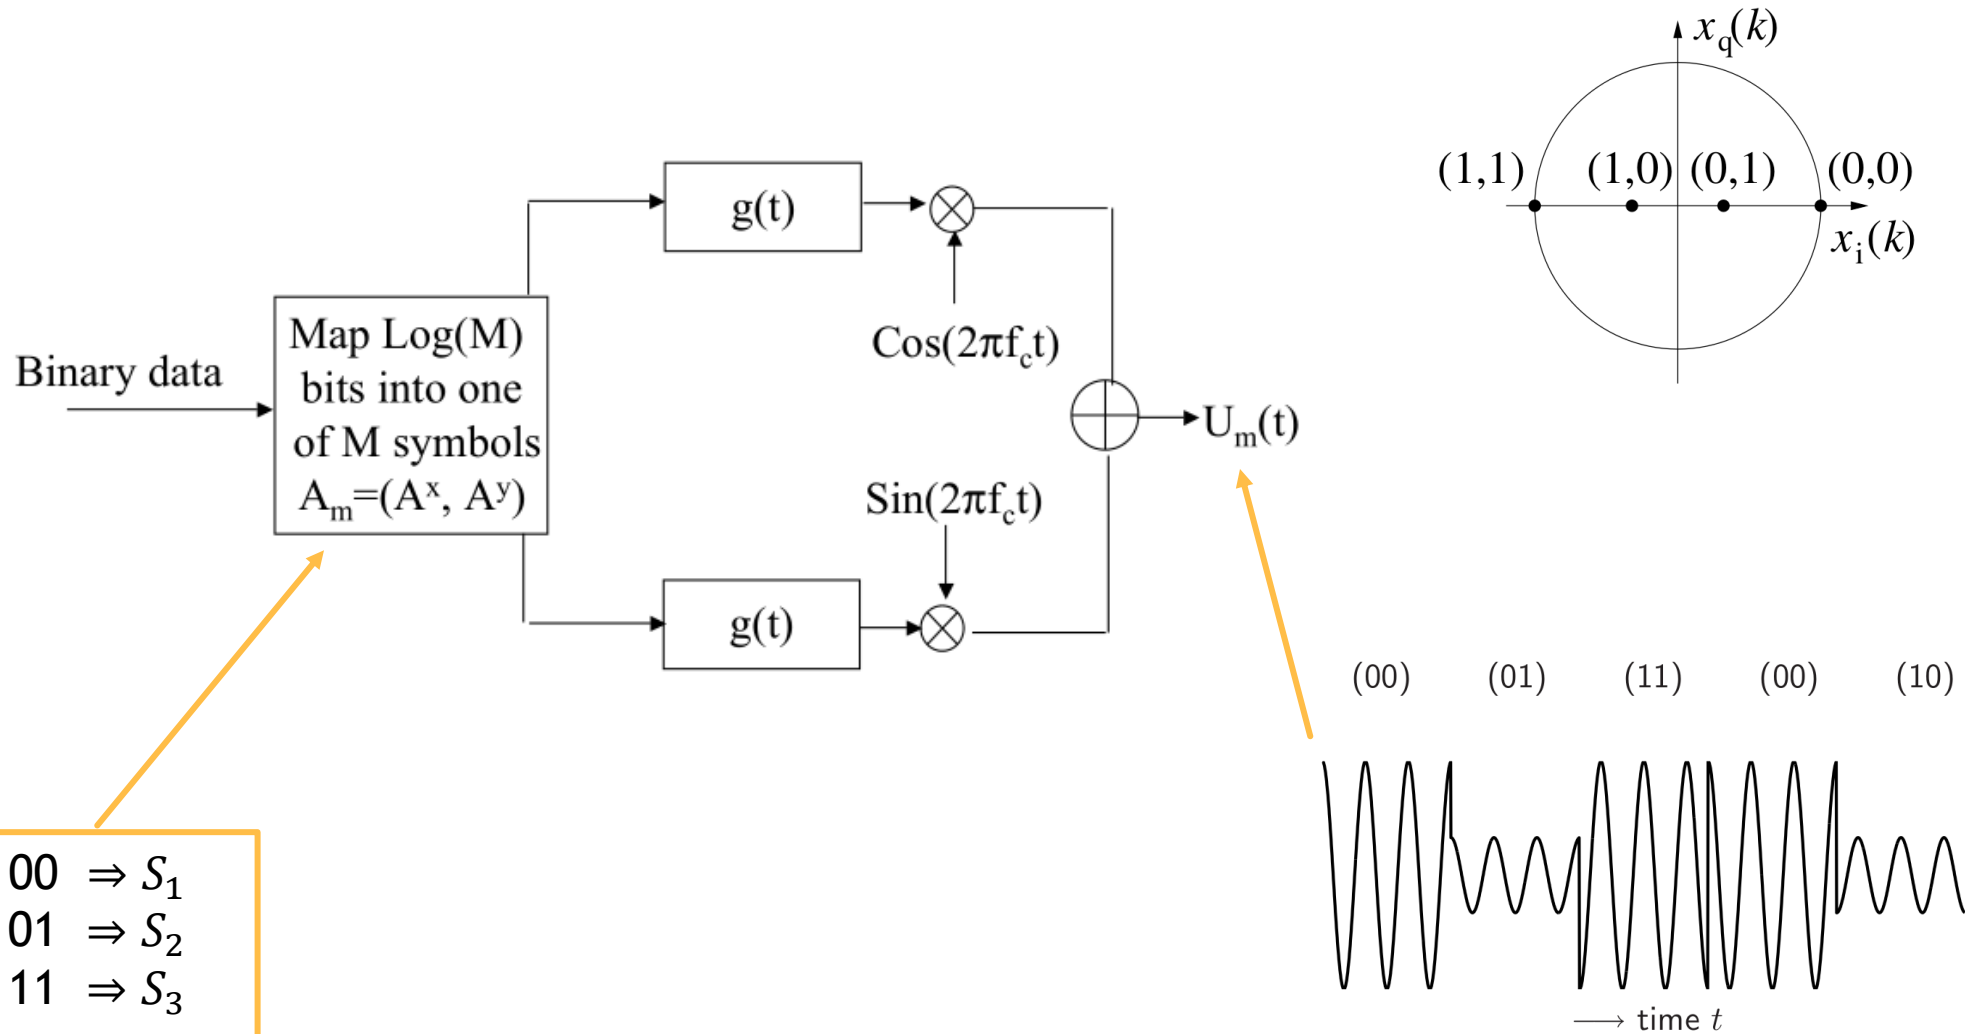 x_q(k)
(1,1) (1,0) (0,1) (0,0)
x_i(k)
g(t)
Cos(2πf_ct)
Map Log(M)
bits into one
of M symbols
A_m=(A^x, A^y)
Binary data
U_m(t)
Sin(2πf_ct)
g(t)
(00) (01) (11) (00) (10)
00 ⇒ S_1
01 ⇒ S_2
11 ⇒ S_3
⟶ time t